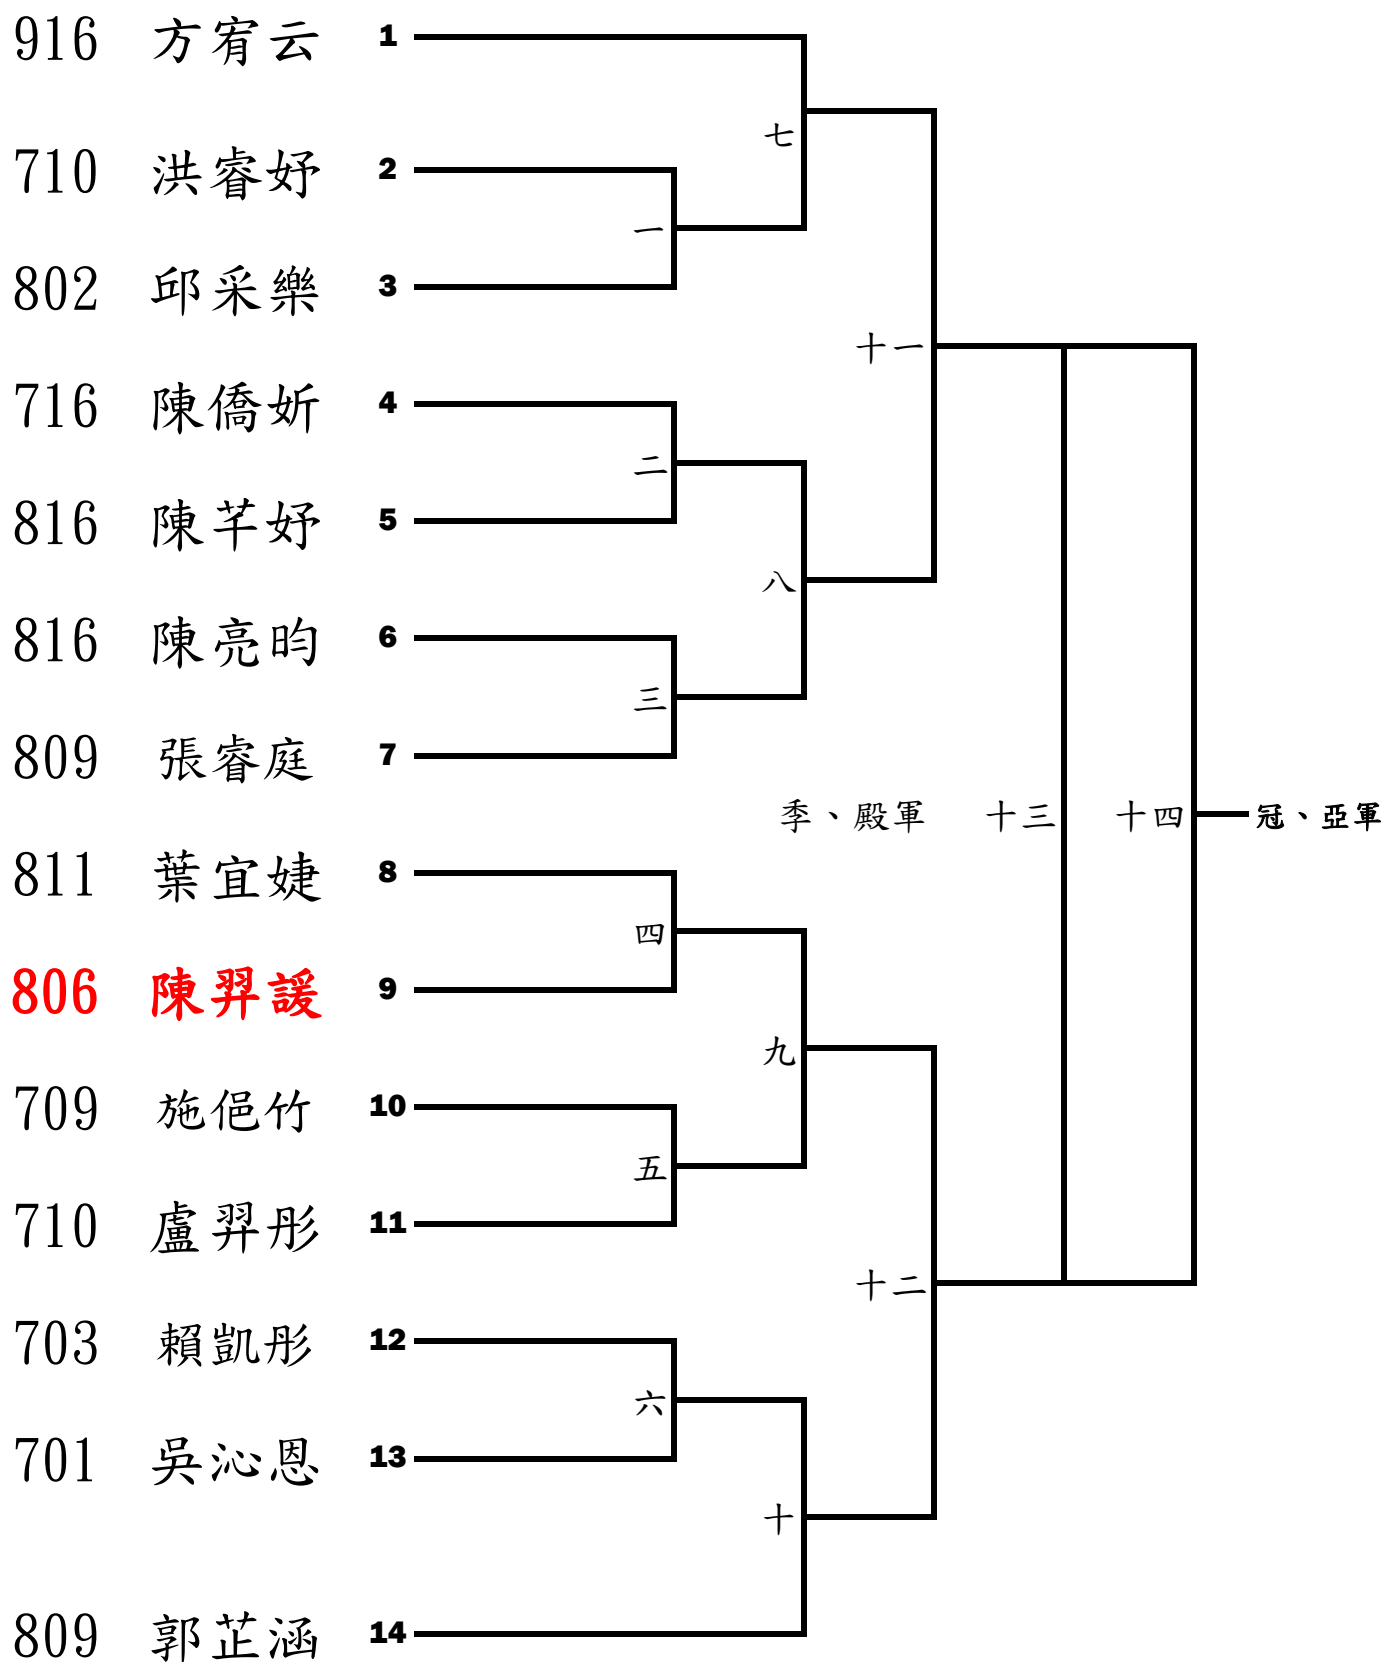 916 方宥云 1
七
710 洪睿妤 2
一
802 邱采樂 3
十一
716 陳僑妡 4
二
816 陳芊妤 5
八
816 陳亮昀 6
三
809 張睿庭 7
季、殿軍 十三 十四 冠、亞軍
811 葉宜婕 8
四
806 陳羿諼 9
九
709 施俋竹 10
五
710 盧羿彤 11
十二
703 賴凱彤 12
六
701 吳沁恩 13
十
809 郭芷涵 14